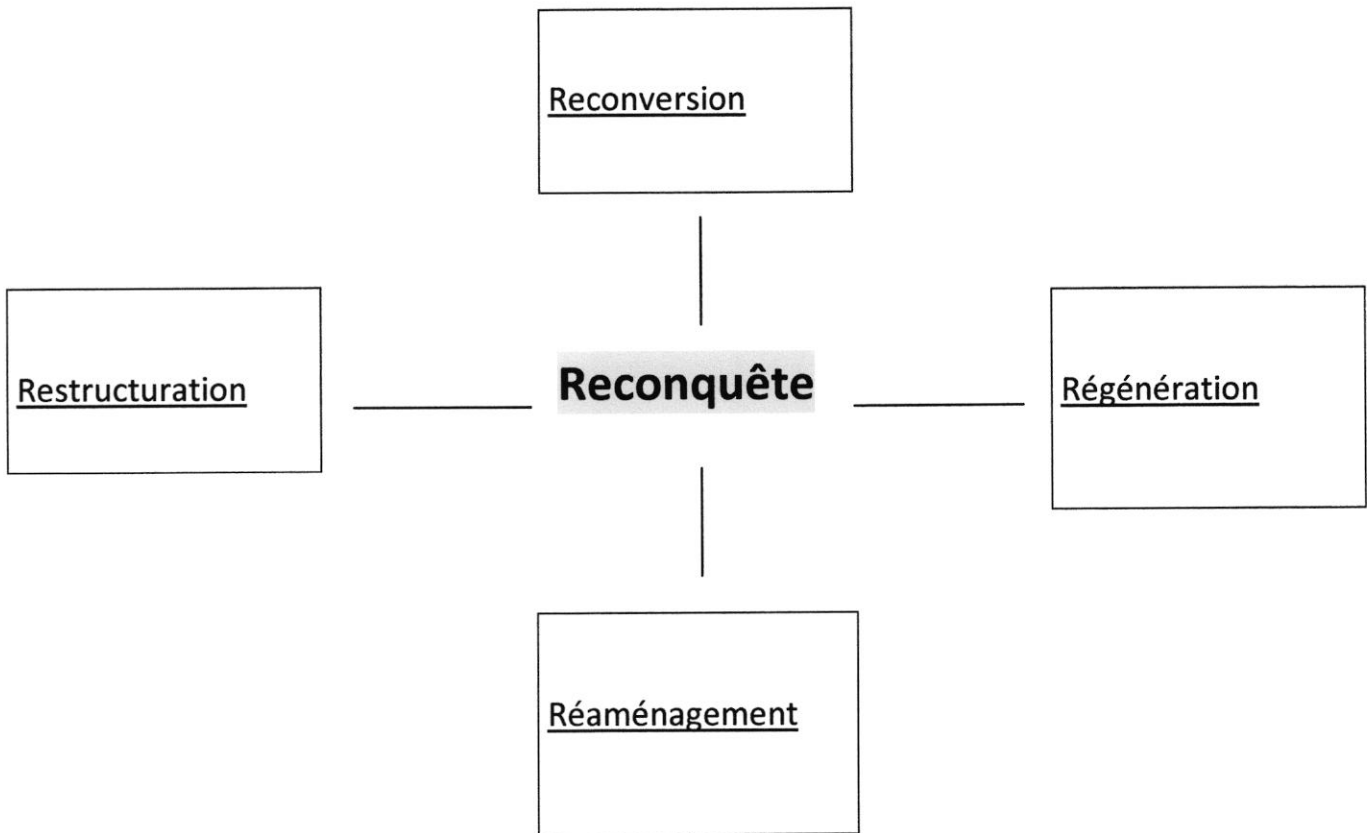 Reconversion
Restructuration
Reconquête
Régénération
Réaménagement